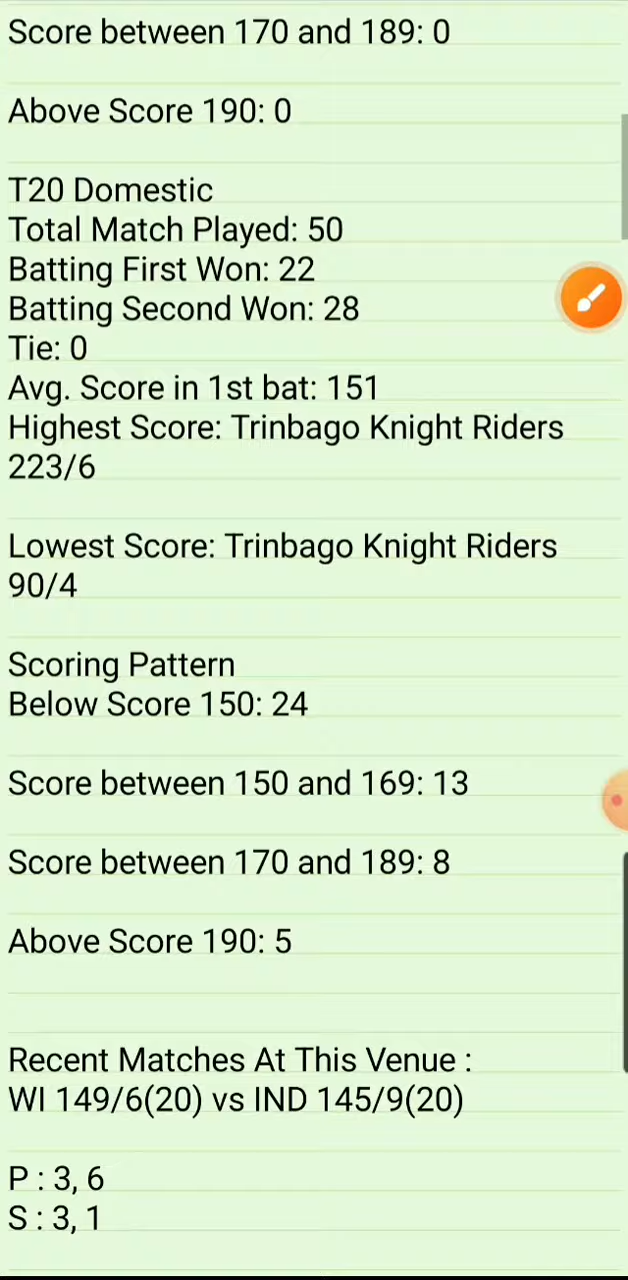 Score between 170 and 189: 0
Above Score 190: 0
T20 Domestic
Total Match Played: 50
Batting First Won: 22
Batting Second Won: 28
Tie: 0
Avg. Score in 1st bat: 151
Highest Score: Trinbago Knight Riders
223/6
Lowest Score: Trinbago Knight Riders
90/4
Scoring Pattern
Below Score 150: 24
Score between 150 and 169: 13
Score between 170 and 189: 8
Above Score 190: 5
Recent Matches At This Venue :
WI 149/6(20) vs IND 145/9(20)
P : 3, 6
S : 3, 1